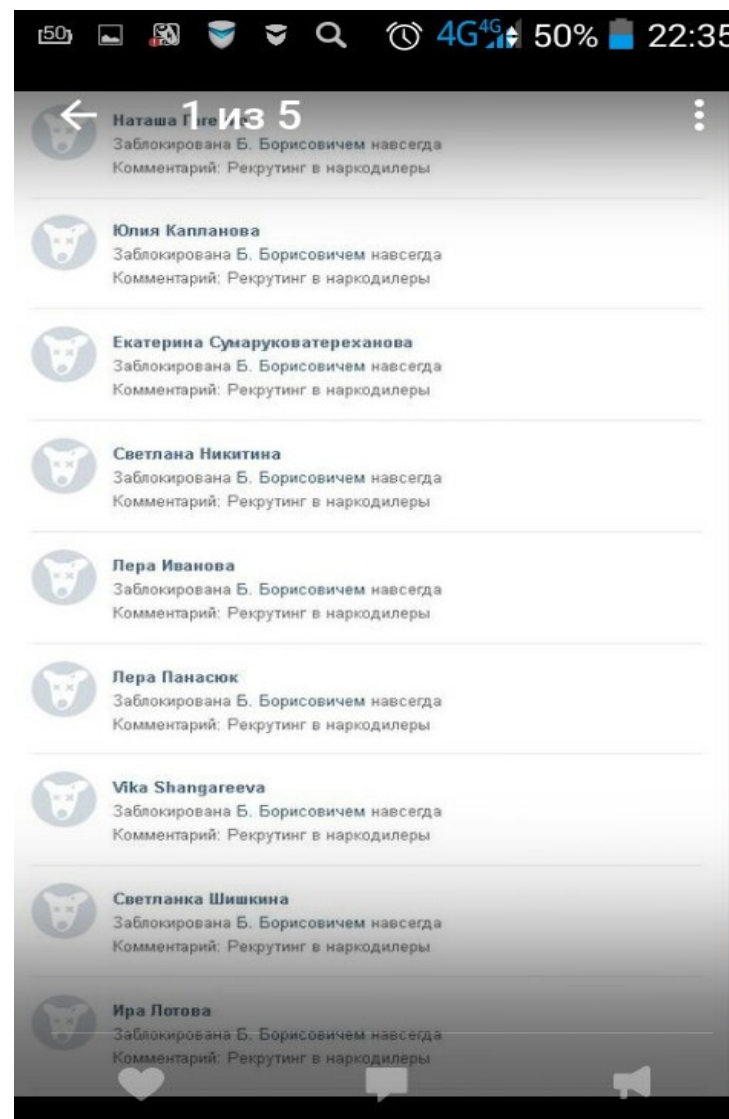 50 4G 4G 50% 22:35
1 из 5
Наташа
Заблокирована Б. Борисовичем навсегда
Комментарий: Рекрутинг в наркодилеры
Юлия Капланова
Заблокирована Б. Борисовичем навсегда
Комментарий: Рекрутинг в наркодилеры
Екатерина Сумаруковатереханова
Заблокирована Б. Борисовичем навсегда
Комментарий: Рекрутинг в наркодилеры
Светлана Никитина
Заблокирована Б. Борисовичем навсегда
Комментарий: Рекрутинг в наркодилеры
Лера Иванова
Заблокирована Б. Борисовичем навсегда
Комментарий: Рекрутинг в наркодилеры
Лера Панасюк
Заблокирована Б. Борисовичем навсегда
Комментарий: Рекрутинг в наркодилеры
Vika Shangareeva
Заблокирована Б. Борисовичем навсегда
Комментарий: Рекрутинг в наркодилеры
Светланка Шишкина
Заблокирована Б. Борисовичем навсегда
Комментарий: Рекрутинг в наркодилеры
Ира Лотова
Заблокирована Б. Борисовичем навсегда
Комментарий: Рекрутинг в наркодилеры